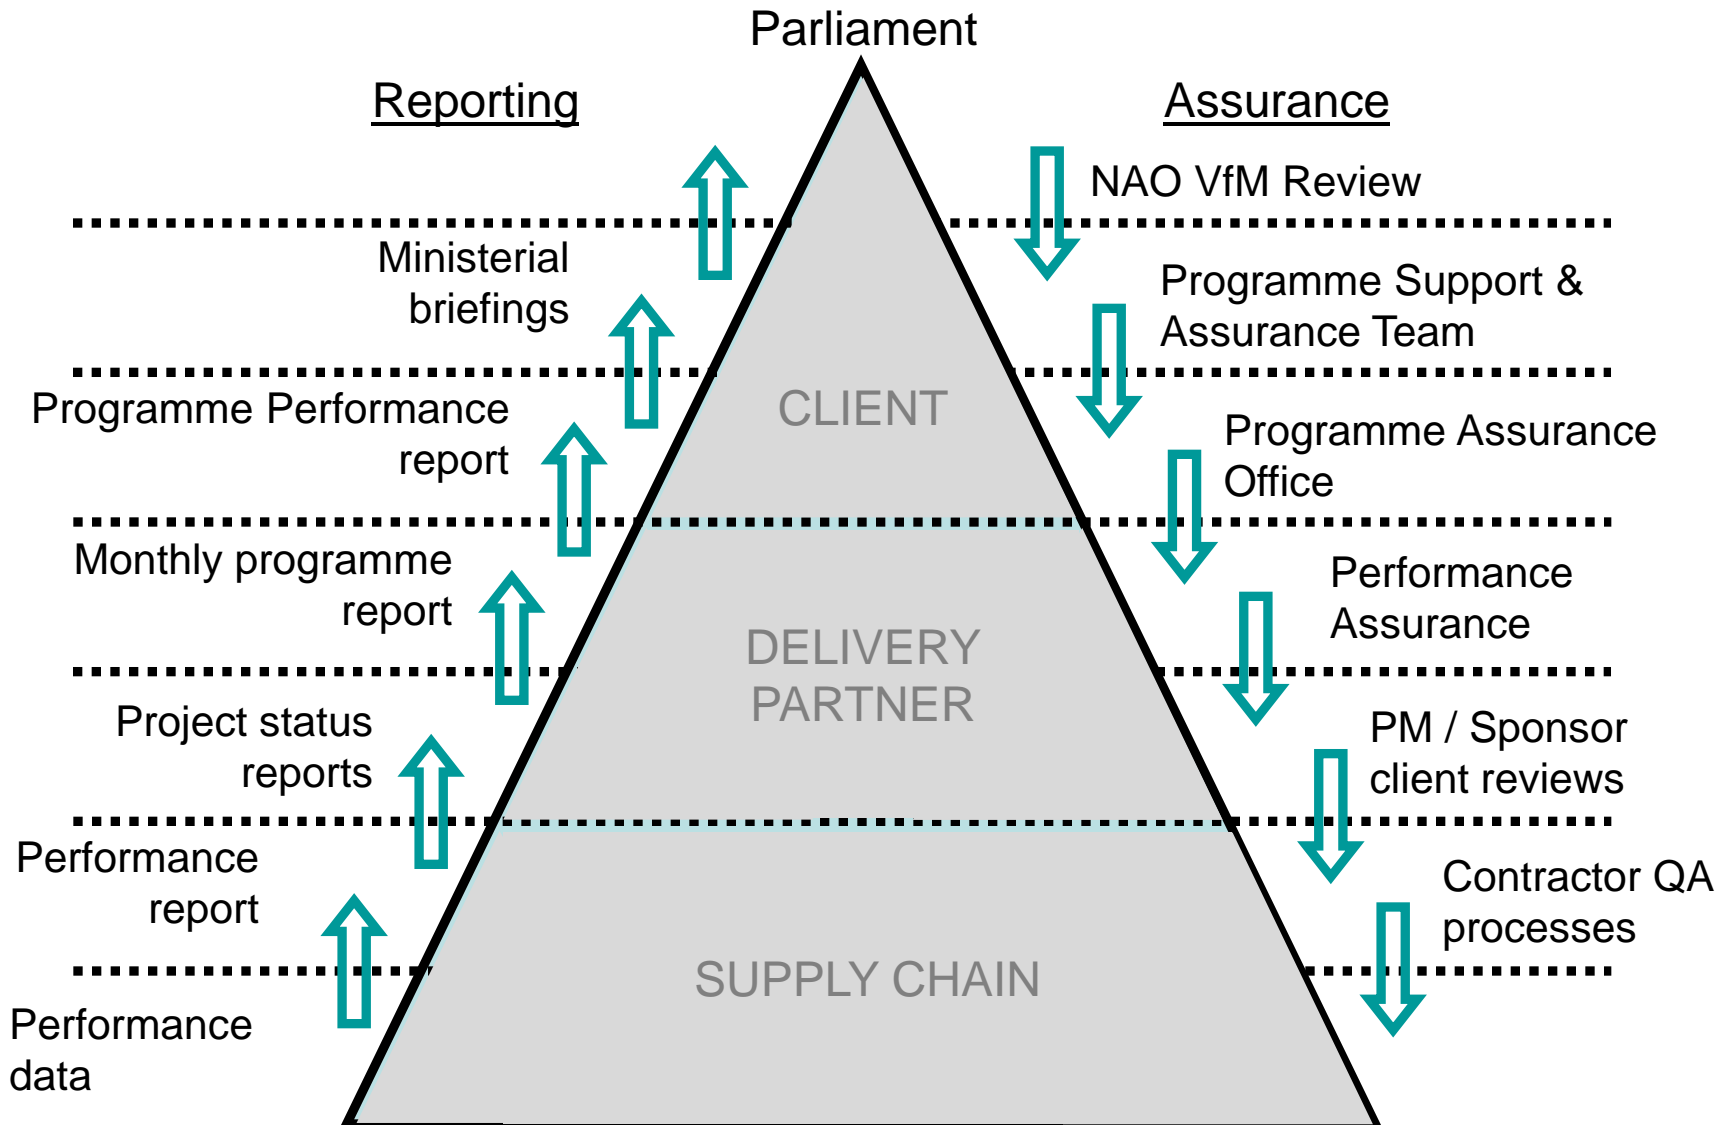 Parliament
Reporting
Assurance
NAO VfM Review
Ministerial
briefings
Programme Support &
Assurance Team
Programme Performance
report
CLIENT
Programme Assurance
Office
Monthly programme
report
DELIVERY
PARTNER
Performance
Assurance
Project status
reports
PM / Sponsor
client reviews
Performance
report
Contractor QA
processes
SUPPLY CHAIN
Performance
data